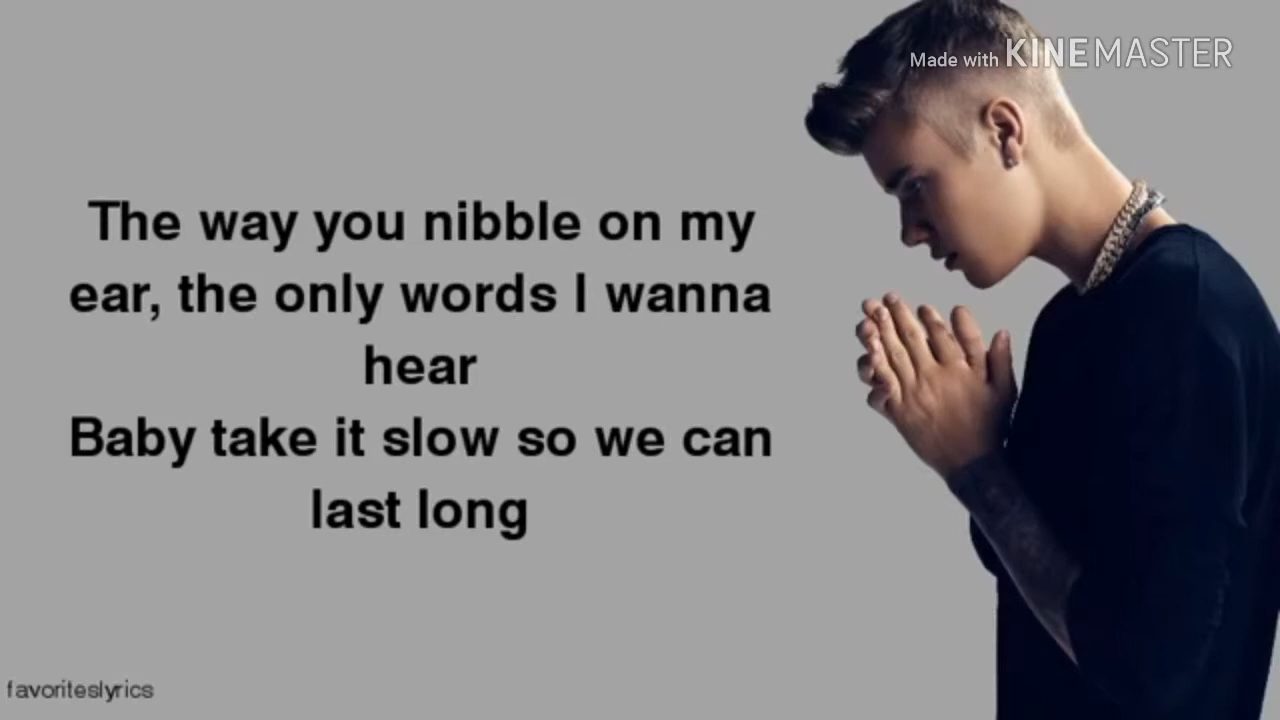 Made with KINEMASTER
The way you nibble on my
ear, the only words I wanna
hear
Baby take it slow so we can
last long
favoriteslyrics